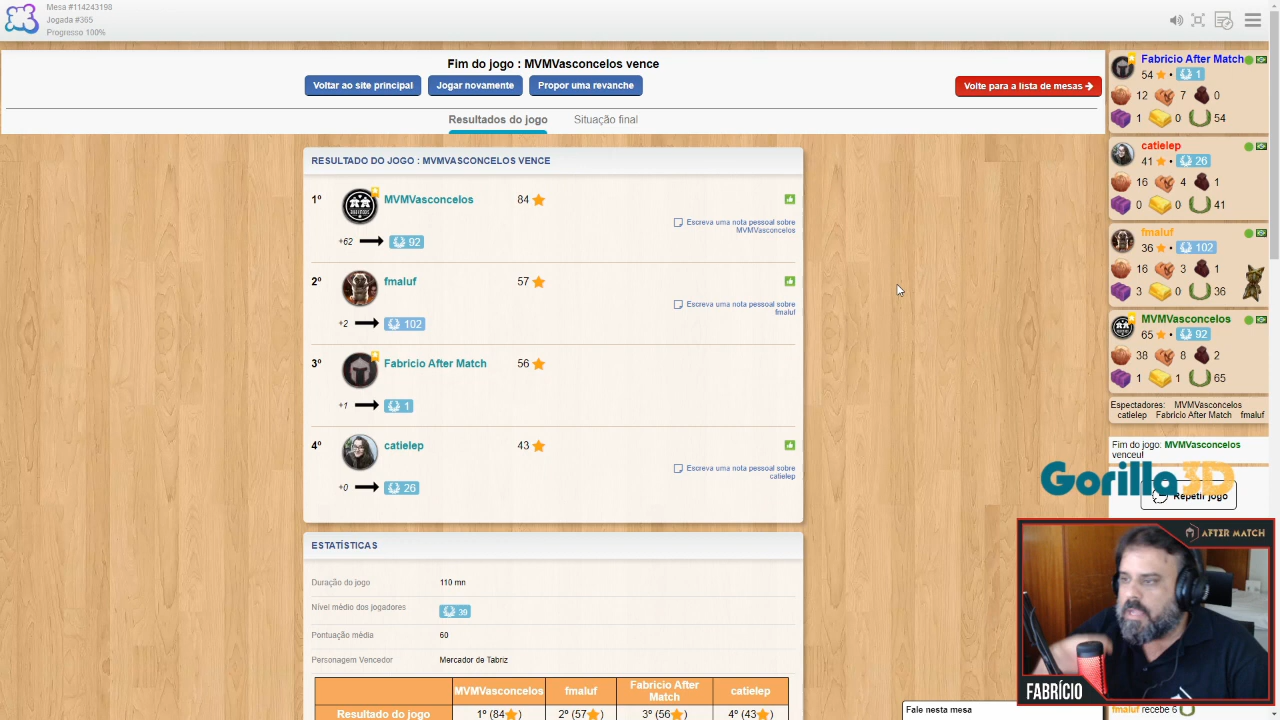 Mesa #114243198
Jogada #365
Progresso 100%
Fim do jogo : MVMVasconcelos vence
Voltar ao site principal
Jogar novamente
Propor uma revanche
Volte para a lista de mesas
Resultados do jogo
Situação final
RESULTADO DO JOGO : MVMVASCONCELOS VENCE
1º
MVMVasconcelos
84
Escreva uma nota pessoal sobre
MVMVasconcelos
+62
92
2º
fmaluf
57
Escreva uma nota pessoal sobre
fmaluf
+2
102
3º
Fabricio After Match
56
+1
1
4º
catielep
43
Escreva uma nota pessoal sobre
catielep
+0
26
ESTATÍSTICAS
Duração do jogo 110 mn
Nível médio dos jogadores 39
Pontuação média 60
Personagem Vencedor Mercador de Tabriz
MVMVasconcelos fmaluf Fabricio After Match catielep
Resultado do jogo 1º (84) 2º (57) 3º (56) 4º (43)
Fabricio After Match
54 • 1
12 7 0
1 0 54
catielep
41 • 26
16 4 1
0 0 41
fmaluf
36 • 102
16 3 1
3 0 36
MVMVasconcelos
65 • 92
38 8 2
1 1 65
Espectadores: MVMVasconcelos
catielep Fabricio After Match fmaluf
Fim do jogo: MVMVasconcelos
venceu!
Gorilla3D
Repetir jogo
AFTER MATCH
FABRÍCIO
Fale nesta mesa
fmaluf recebe 6